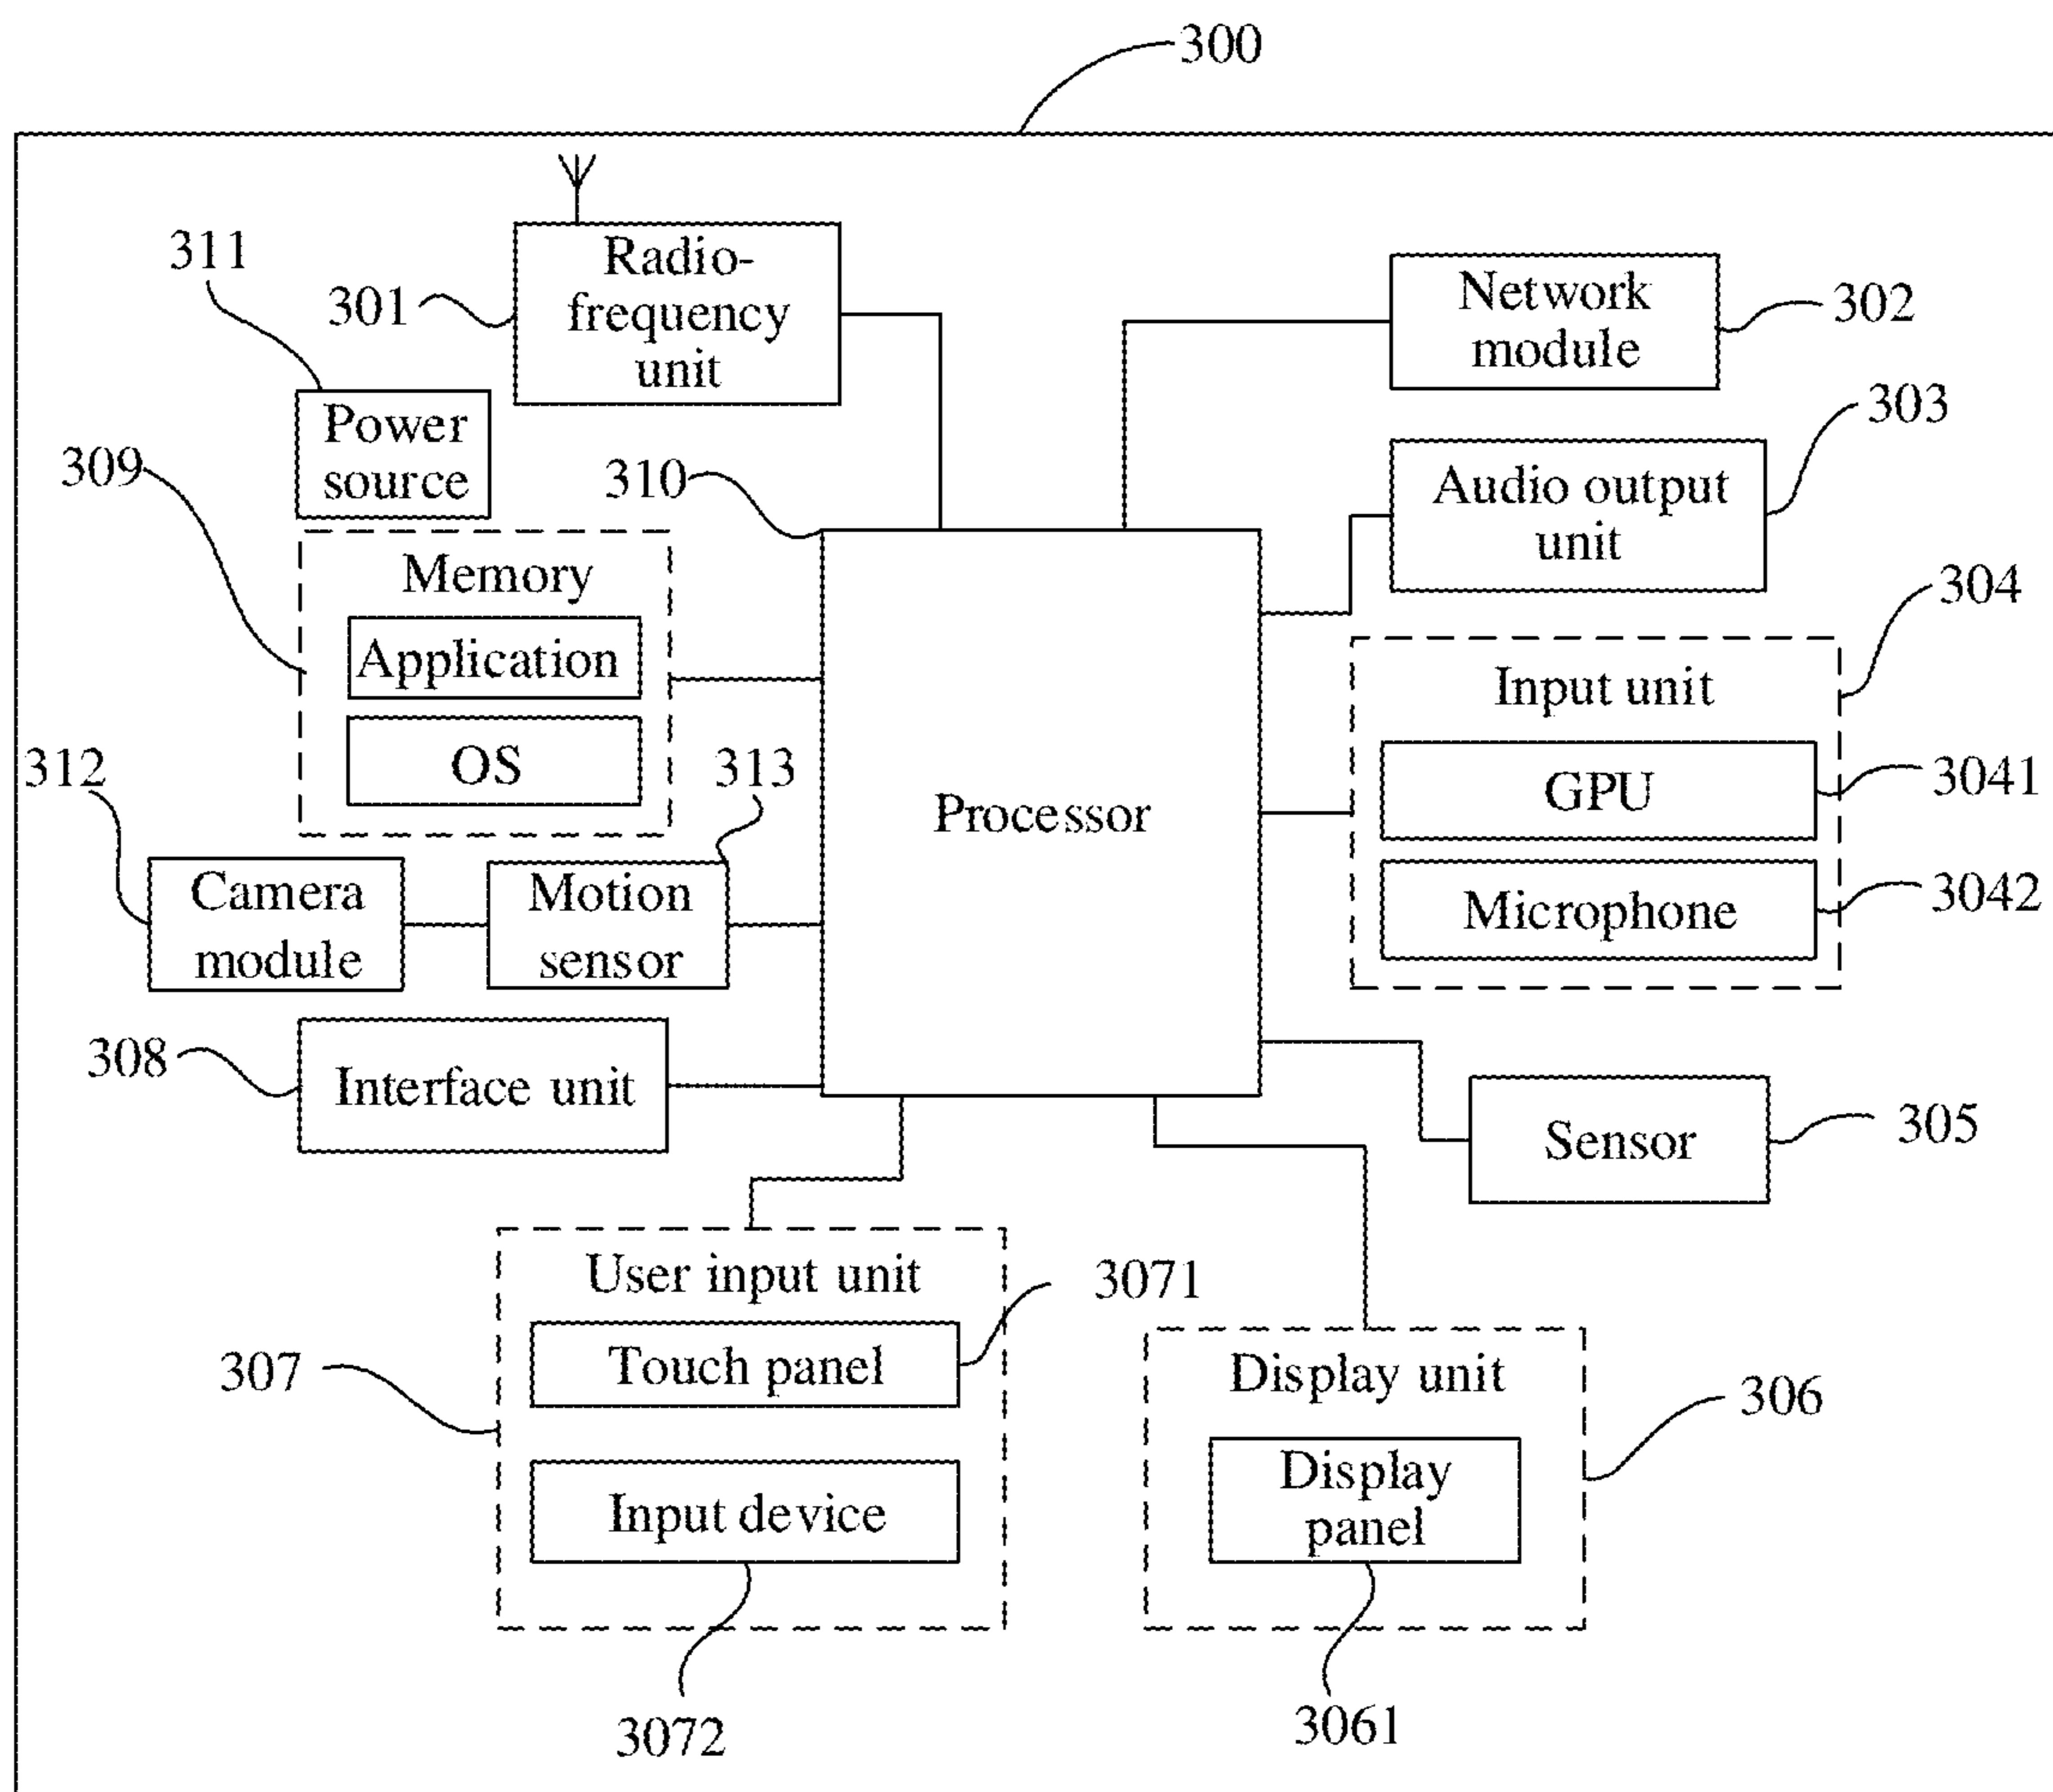 300
311
301
Radio-
frequency
unit
Network
module
302
Power
source
303
309
310
Audio output
unit
Memory
Application
OS
304
Input unit
GPU
3041
Microphone
3042
312
313
Processor
Camera
module
Motion
sensor
308
Interface unit
Sensor
305
User input unit
3071
Touch panel
307
Input device
3072
Display unit
306
Display
panel
3061